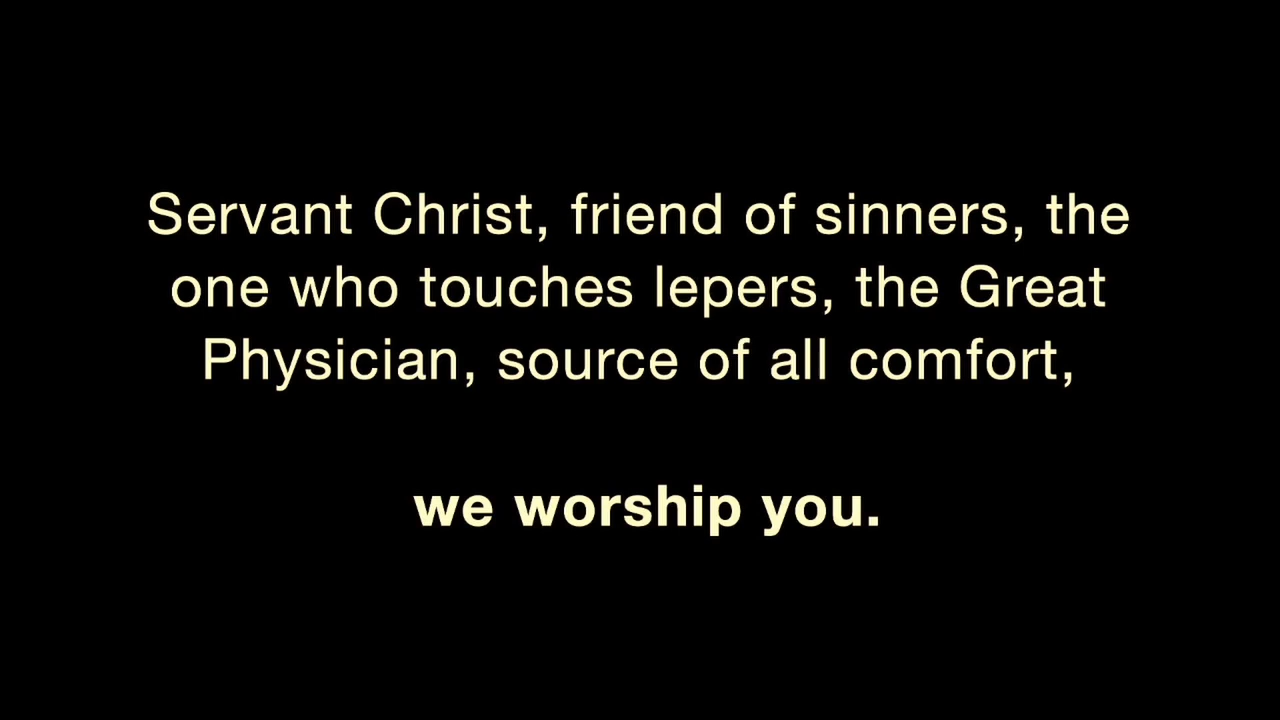 Servant Christ, friend of sinners, the
one who touches lepers, the Great
Physician, source of all comfort,
we worship you.